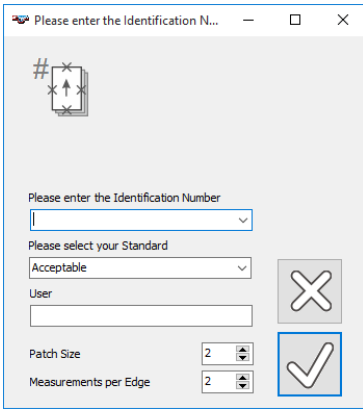 Please enter the Identification N...
#
Please enter the Identification Number
Please select your Standard
Acceptable
User
Patch Size 2
Measurements per Edge 2